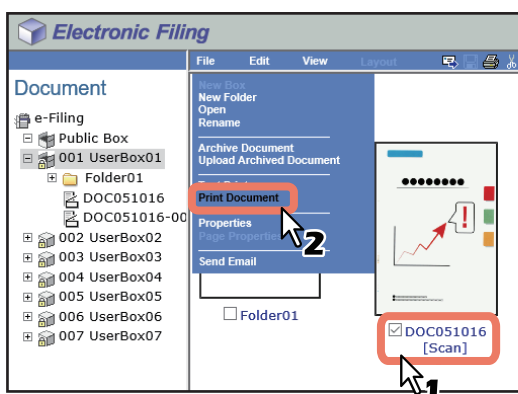 Electronic Filing
File Edit View Layout
Document
e-Filing
Public Box
001 UserBox01
Folder01
DOC051016
DOC051016-00
002 UserBox02
003 UserBox03
004 UserBox04
005 UserBox05
006 UserBox06
007 UserBox07
New Box
New Folder
Open
Rename
Archive Document
Upload Archived Document
Print Document
Properties
Page Properties
Send Email
2
Folder01
DOC051016
[Scan]
1